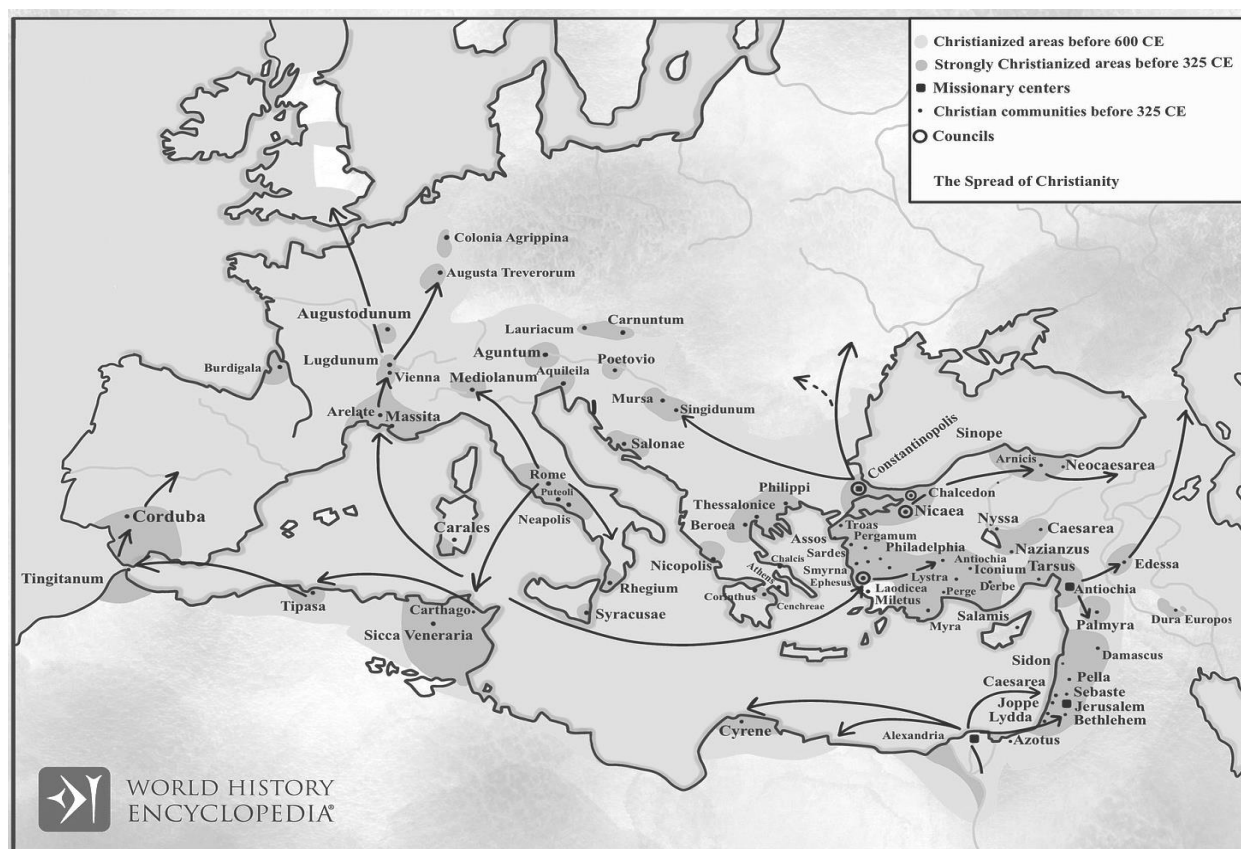 Christianized areas before 600 CE
Strongly Christianized areas before 325 CE
Missionary centers
Christian communities before 325 CE
Councils
The Spread of Christianity
Colonia Agrippina
Augusta Treverorum
Augustodunum
Lauriacum
Carnuntum
Lugdunum
Aguntum
Poetovio
Burdigala
Vienna
Mediolanum
Aquileila
Mursa
Singidunum
Arelate
Massita
Salonae
Constantinopolis
Sinope
Arnicis
Neocaesarea
Rome
Puteoli
Neapolis
Philippi
Thessalonice
Beroea
Chalcedon
Nicaea
Corduba
Carales
Troas
Pergamum
Assos
Sardes
Philadelphia
Nyssa
Caesarea
Nazianzus
Tingitanum
Nicopolis
Chalcis
Athens
Smyrna
Ephesus
Antiochia
Iconium
Tarsus
Edessa
Lystra
Derbe
Tipasa
Carthago
Rhegium
Corinthus
Cenchreae
Laodicea
Miletus
Perge
Antiochia
Sicca Veneraria
Syracusae
Myra
Salamis
Palmyra
Dura Europos
Sidon
Damascus
Caesarea
Pella
Joppe
Sebaste
Lydda
Jerusalem
Bethlehem
Cyrene
Alexandria
Azotus
WORLD HISTORY
ENCYCLOPEDIA®